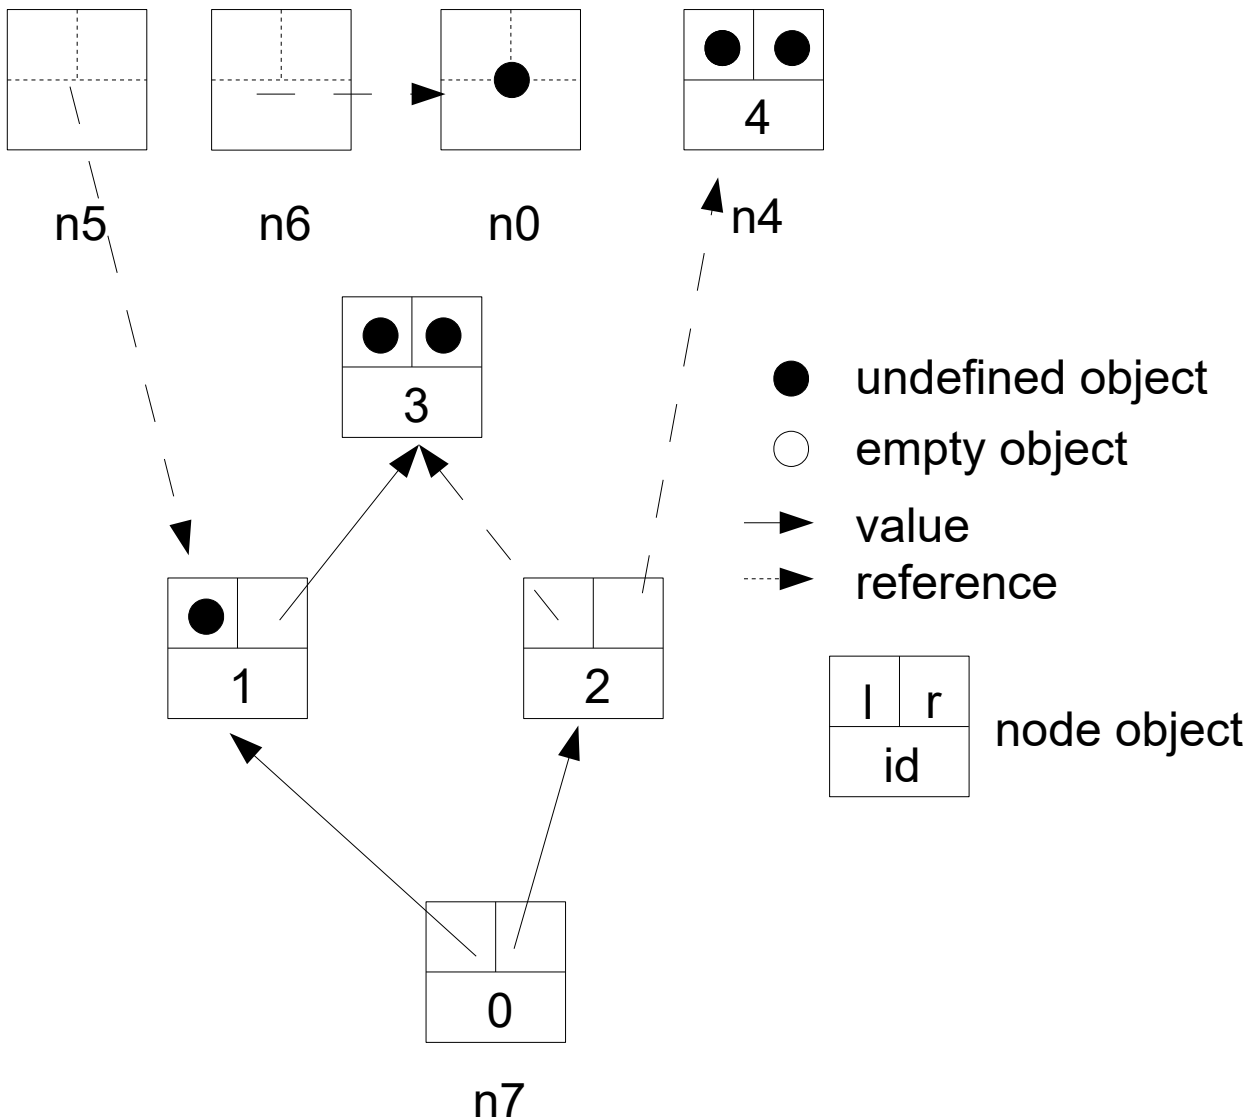 4
n5
n6
n0
n4
3
undefined object
empty object
value
reference
1
2
l r
id
node object
0
n7